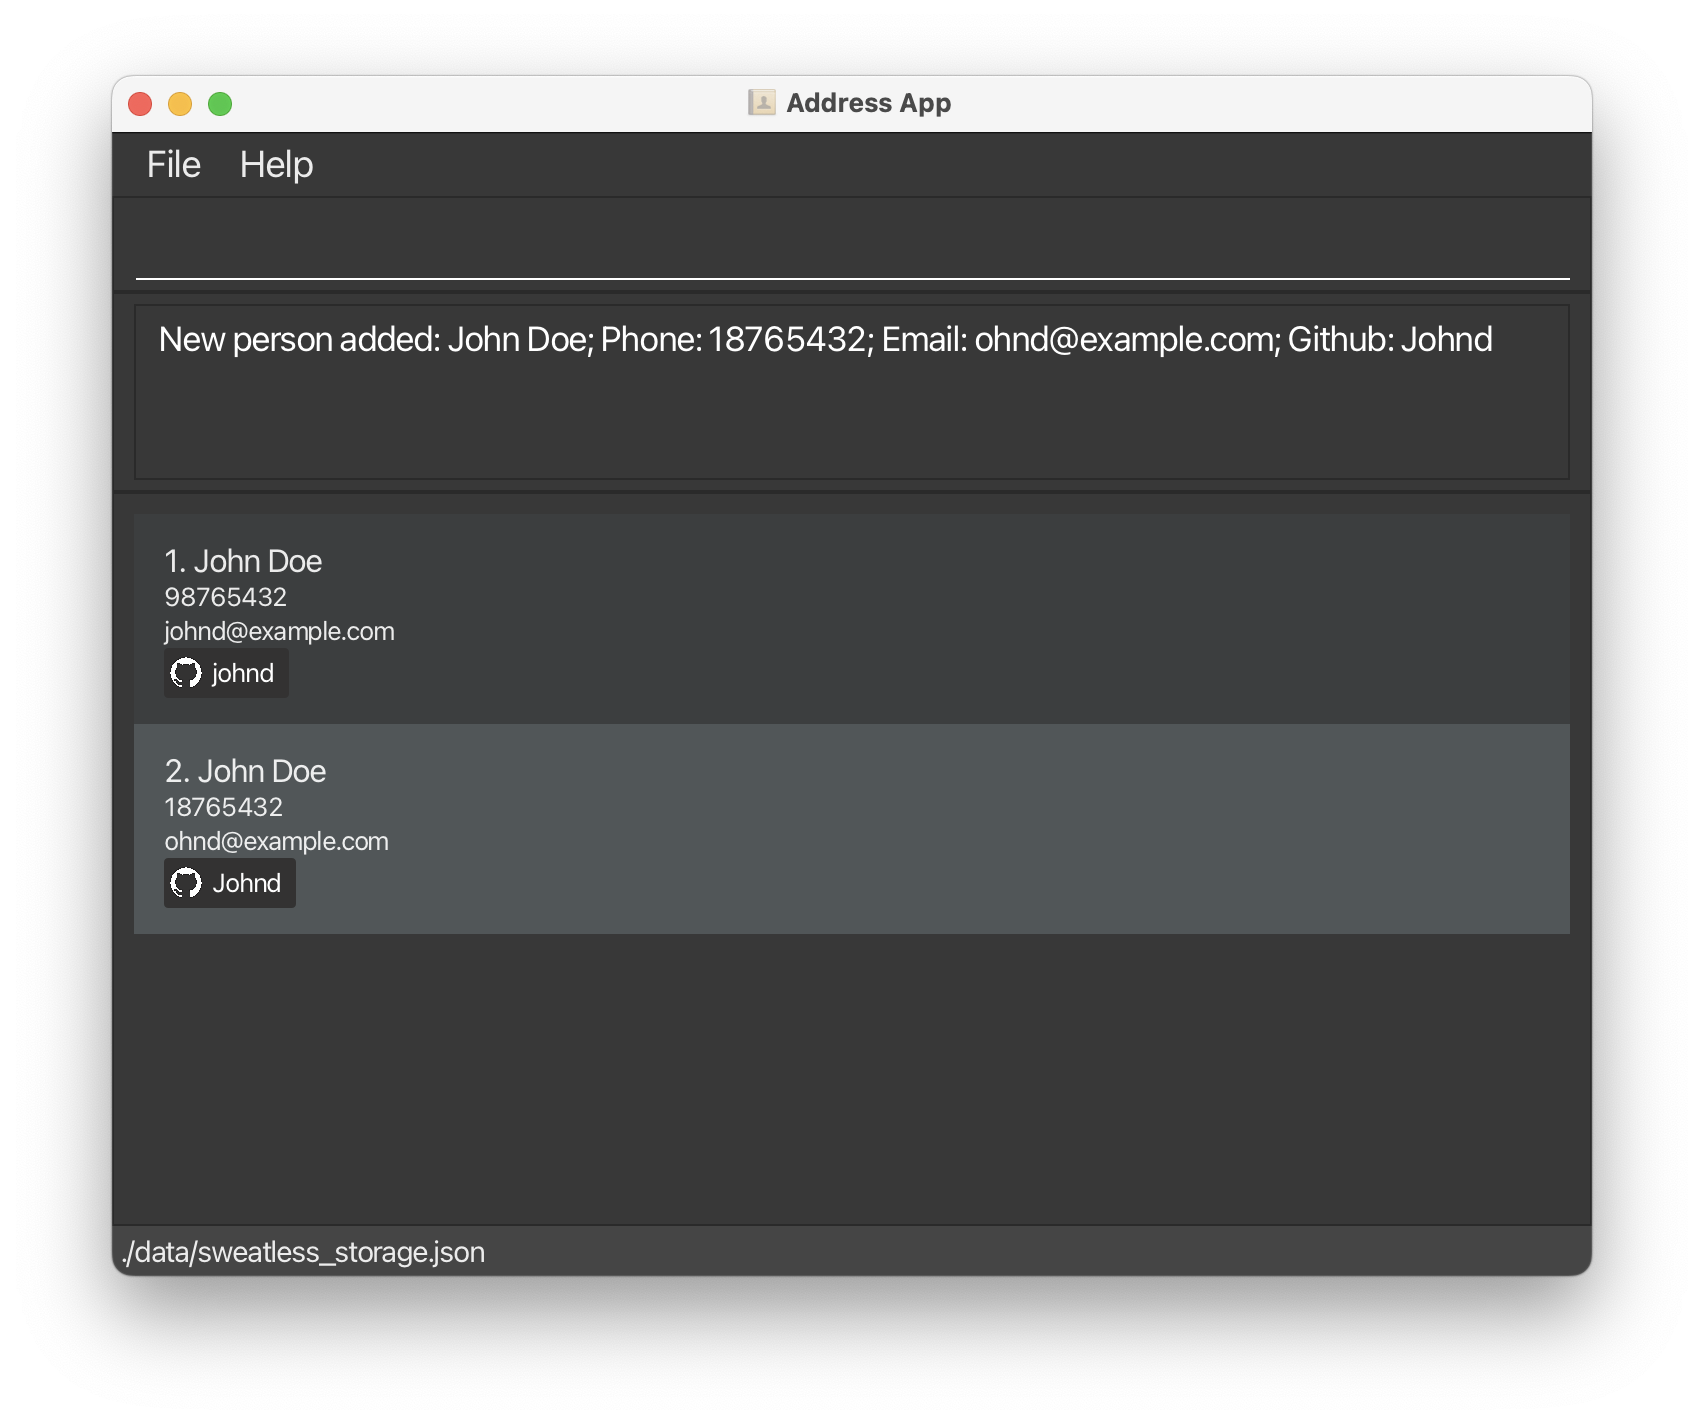 Address App
File Help
New person added: John Doe; Phone: 18765432; Email: ohnd@example.com; Github: Johnd
1. John Doe
98765432
johnd@example.com
johnd
2. John Doe
18765432
ohnd@example.com
Johnd
./data/sweatless_storage.json